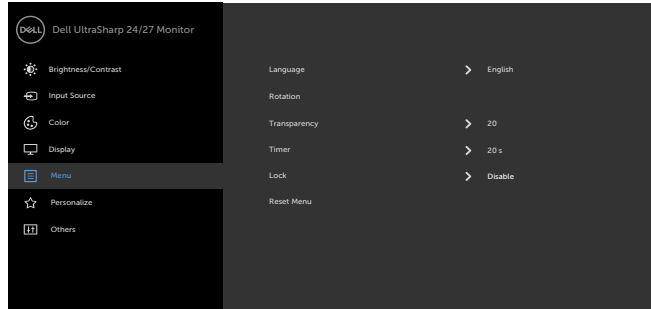 DELL Dell UltraSharp 24/27 Monitor
Brightness/Contrast
Input Source
Color
Display
Menu
Personalize
Others
Language English
Rotation
Transparency 20
Timer 20 s
Lock Disable
Reset Menu